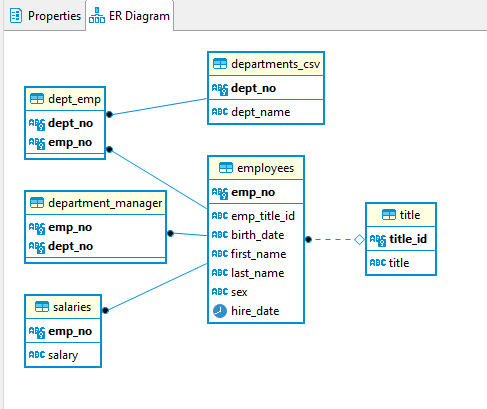 Properties
ER Diagram
departments_csv
dept_no
dept_name
dept_emp
dept_no
emp_no
employees
emp_no
emp_title_id
birth_date
first_name
last_name
sex
hire_date
department_manager
emp_no
dept_no
title
title_id
title
salaries
emp_no
salary